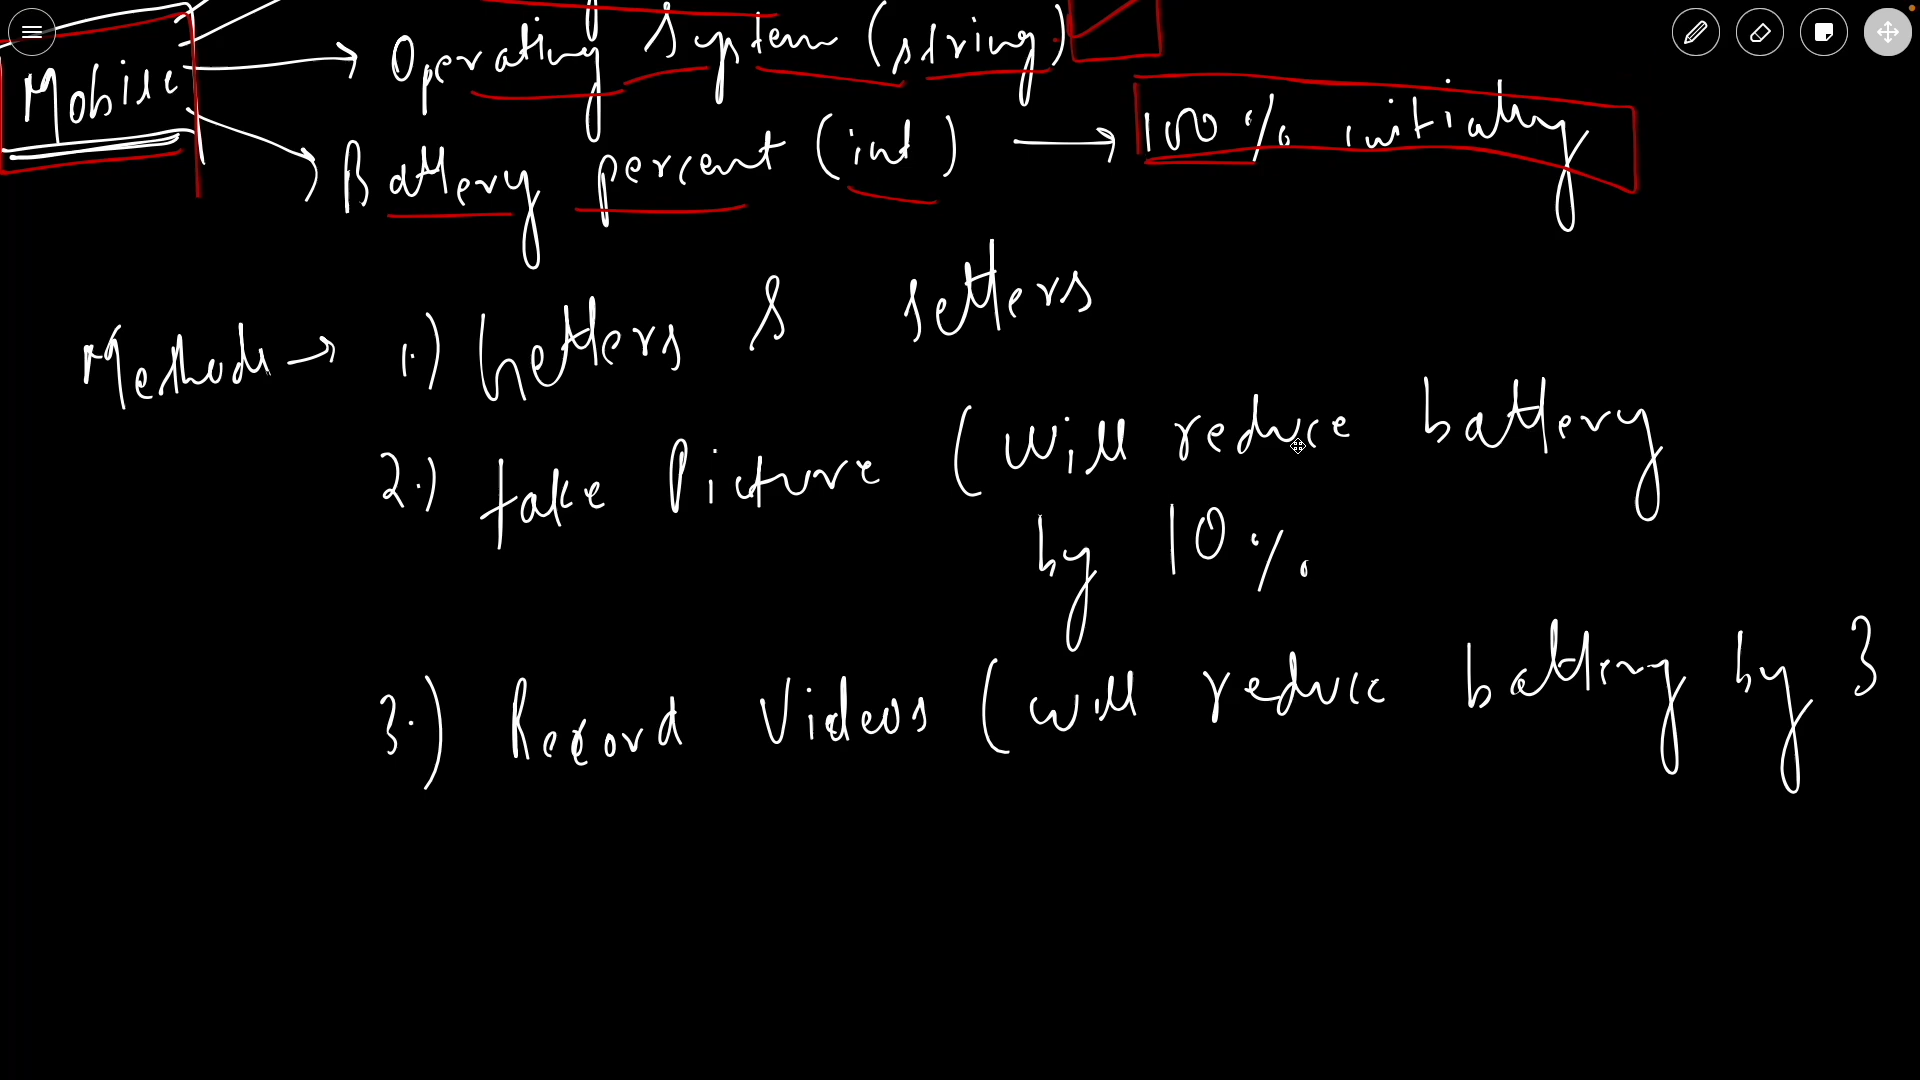 Operating System (string)
Mobile
Battery percent (int) → 100% initially
Methods → 1.) Getters & setters
2.) take Picture (Will reduce battery
by 10%.
3.) Record Videos (will reduce battery by 3